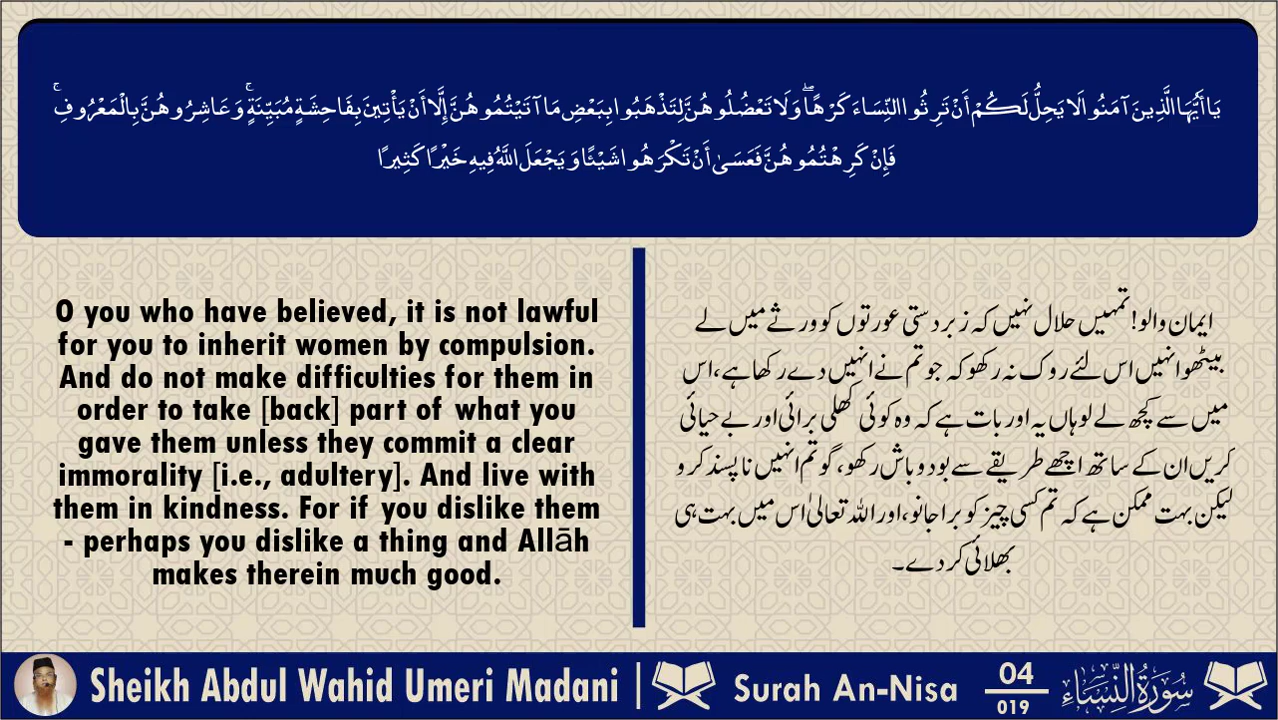 يَا أَيُّهَا الَّذِينَ آمَنُوا لَا يَحِلُّ لَكُمْ أَنْ تَرِثُوا النِّسَاءَ كَرْهًا ۖ وَلَا تَعْضُلُوهُنَّ لِتَذْهَبُوا بِبَعْضِ مَا آتَيْتُمُوهُنَّ إِلَّا أَنْ يَأْتِينَ بِفَاحِشَةٍ مُبَيِّنَةٍ ۚ وَعَاشِرُوهُنَّ بِالْمَعْرُوفِ ۚ
فَإِنْ كَرِهْتُمُوهُنَّ فَعَسَىٰ أَنْ تَكْرَهُوا شَيْئًا وَيَجْعَلَ اللَّهُ فِيهِ خَيْرًا كَثِيرًا
O you who have believed, it is not lawful
for you to inherit women by compulsion.
And do not make difficulties for them in
order to take [back] part of what you
gave them unless they commit a clear
immorality [i.e., adultery]. And live with
them in kindness. For if you dislike them
- perhaps you dislike a thing and Allāh
makes therein much good.
ایمان والو! تمہیں حلال نہیں کہ زبردستی عورتوں کو ورثے میں لے
بیٹھو انہیں اس لئے روک نہ رکھو کہ جو تم نے انہیں دے رکھا ہے، اس
میں سے کچھ لے لو ہاں یہ اور بات ہے کہ وه کوئی کھلی برائی اور بے حیائی
کریں ان کے ساتھ اچھے طریقے سے بودوباش رکھو، گو تم انہیں ناپسند کرو
لیکن بہت ممکن ہے کہ تم کسی چیز کو برا جانو، اور اللہ تعالیٰ اس میں بہت ہی
بھلائی کر دے۔
Sheikh Abdul Wahid Umeri Madani |
Surah An-Nisa
04
019
سُورَةُ النِّسَاءِ